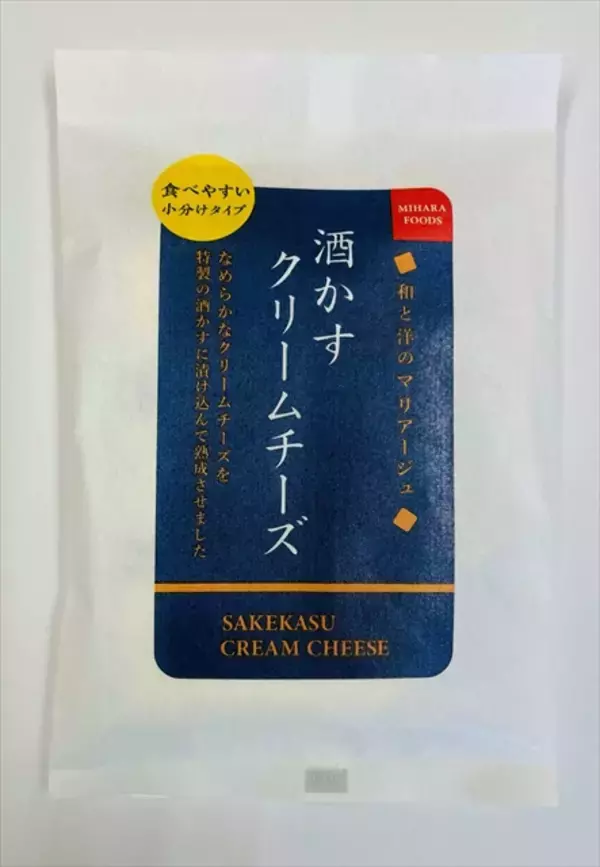 食べやすい
小分けタイプ
MIHARA
FOODS
和と洋のマリアージュ
酒かす
クリームチーズ
なめらかなクリームチーズを
特製の酒かすに漬け込んで熟成させました
SAKEKASU
CREAM CHEESE